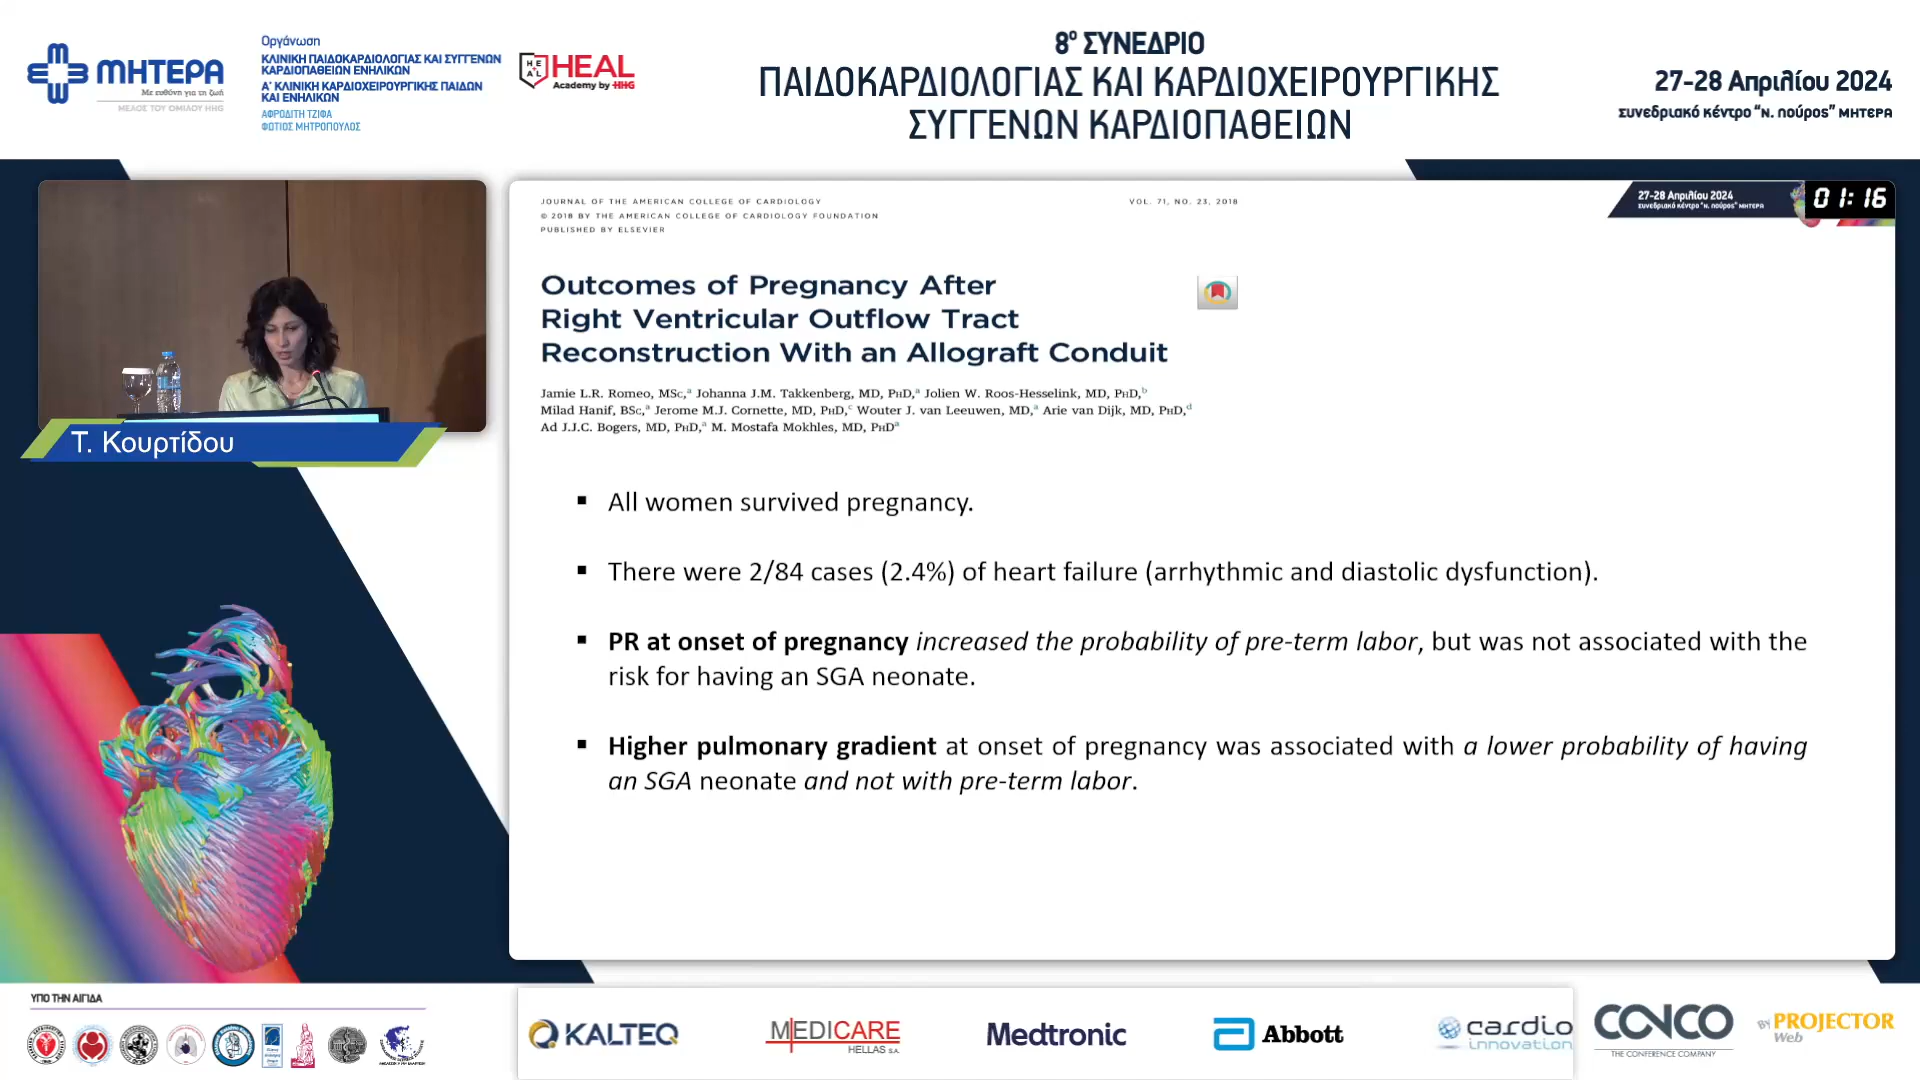 ΜΗΤΕΡΑ
Με ευθύνη για τη ζωή
ΜΕΛΟΣ ΤΟΥ ΟΜΙΛΟΥ HHG
Οργάνωση
ΚΛΙΝΙΚΗ ΠΑΙΔΟΚΑΡΔΙΟΛΟΓΙΑΣ ΚΑΙ ΣΥΓΓΕΝΩΝ
ΚΑΡΔΙΟΠΑΘΕΙΩΝ ΕΝΗΛΙΚΩΝ
Α' ΚΛΙΝΙΚΗ ΚΑΡΔΙΟΧΕΙΡΟΥΡΓΙΚΗΣ ΠΑΙΔΩΝ
ΚΑΙ ΕΝΗΛΙΚΩΝ
ΑΦΡΟΔΙΤΗ ΤΖΙΦΑ
ΦΩΤΙΟΣ ΜΗΤΡΟΠΟΥΛΟΣ
HEAL
HEAL
Academy by HHG
8º ΣΥΝΕΔΡΙΟ
ΠΑΙΔΟΚΑΡΔΙΟΛΟΓΙΑΣ ΚΑΙ ΚΑΡΔΙΟΧΕΙΡΟΥΡΓΙΚΗΣ
ΣΥΓΓΕΝΩΝ ΚΑΡΔΙΟΠΑΘΕΙΩΝ
27-28 Απριλίου 2024
συνεδριακό κέντρο "Ν. Λούρος" ΜΗΤΕΡΑ
Τ. Κουρτίδου
JOURNAL OF THE AMERICAN COLLEGE OF CARDIOLOGY
VOL. 71, NO. 23, 2018
© 2018 BY THE AMERICAN COLLEGE OF CARDIOLOGY FOUNDATION
PUBLISHED BY ELSEVIER
27-28 Απριλίου 2024
συνεδριακό κέντρο "Ν. Λούρος" ΜΗΤΕΡΑ
01:16
Outcomes of Pregnancy After
Right Ventricular Outflow Tract
Reconstruction With an Allograft Conduit
Jamie L.R. Romeo, MSc,ᵃ Johanna J.M. Takkenberg, MD, PhD,ᵃ Jolien W. Roos-Hesselink, MD, PhD,ᵇ
Milad Hanif, BSc,ᵃ Jerome M.J. Cornette, MD, PhD,ᶜ Wouter J. van Leeuwen, MD,ᵃ Arie van Dijk, MD, PhD,ᵈ
Ad J.J.C. Bogers, MD, PhD,ᵃ M. Mostafa Mokhles, MD, PhDᵃ
▪ All women survived pregnancy.
▪ There were 2/84 cases (2.4%) of heart failure (arrhythmic and diastolic dysfunction).
▪ PR at onset of pregnancy increased the probability of pre-term labor, but was not associated with the
risk for having an SGA neonate.
▪ Higher pulmonary gradient at onset of pregnancy was associated with a lower probability of having
an SGA neonate and not with pre-term labor.
ΥΠΟ ΤΗΝ ΑΙΓΙΔΑ
KALTEQ
MEDICARE
HELLAS S.A.
Medtronic
Abbott
cardio
innovation
CONCO
THE CONFERENCE COMPANY
BY PROJECTOR
Web